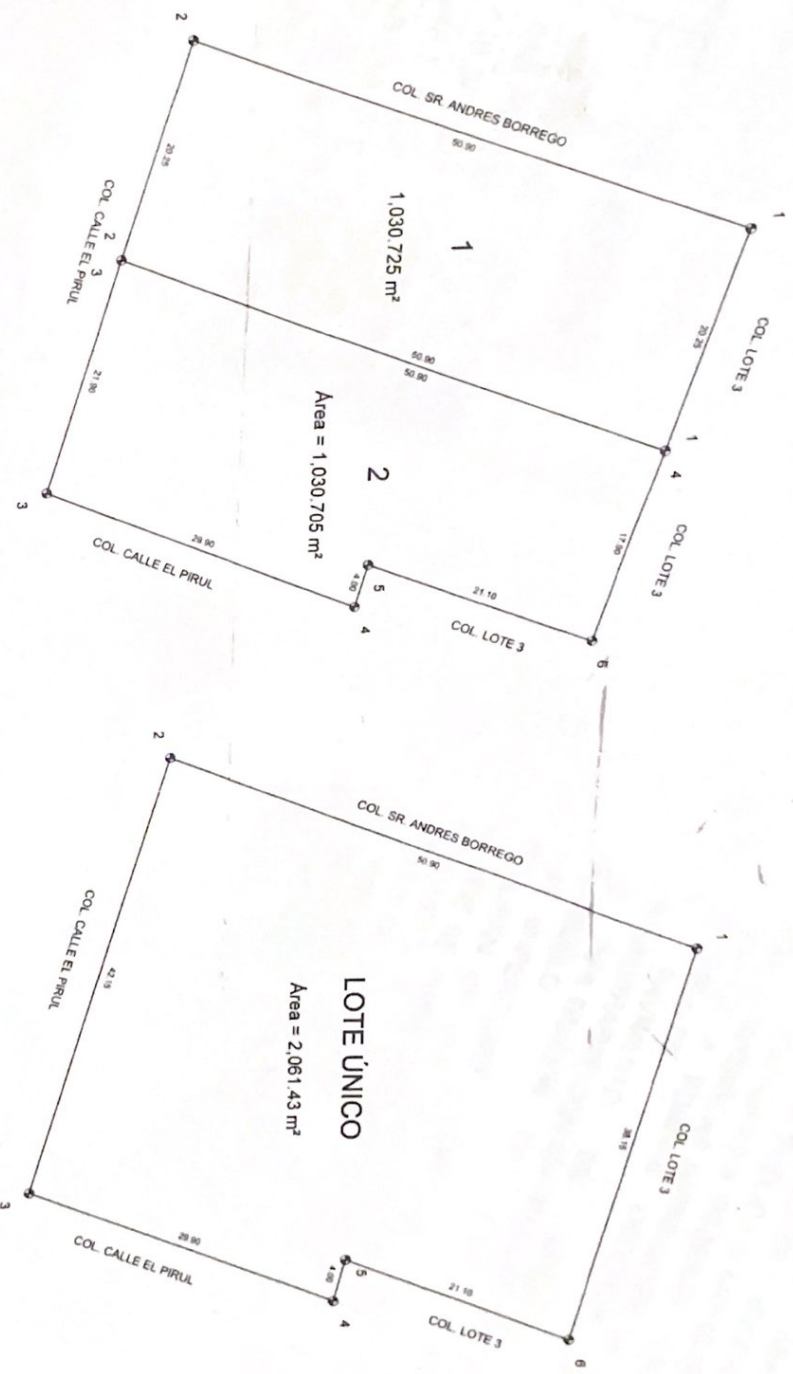 1
COL. LOTE 3
20.25
COL. SR. ANDRES BORREGO
50.90
1
1,030.725 m²
2
20.25
COL. CALLE EL PIRUL
2
3
50.90
50.90
1
4
COL. LOTE 3
17.90
2
Área = 1,030.705 m²
21.90
3
COL. CALLE EL PIRUL
29.90
4
4.00
5
21.10
COL. LOTE 3
6
1
COL. LOTE 3
38.15
COL. SR. ANDRES BORREGO
50.90
2
LOTE ÚNICO
Área = 2,061.43 m²
42.15
COL. CALLE EL PIRUL
3
COL. CALLE EL PIRUL
29.90
4
4.00
5
21.10
COL. LOTE 3
6